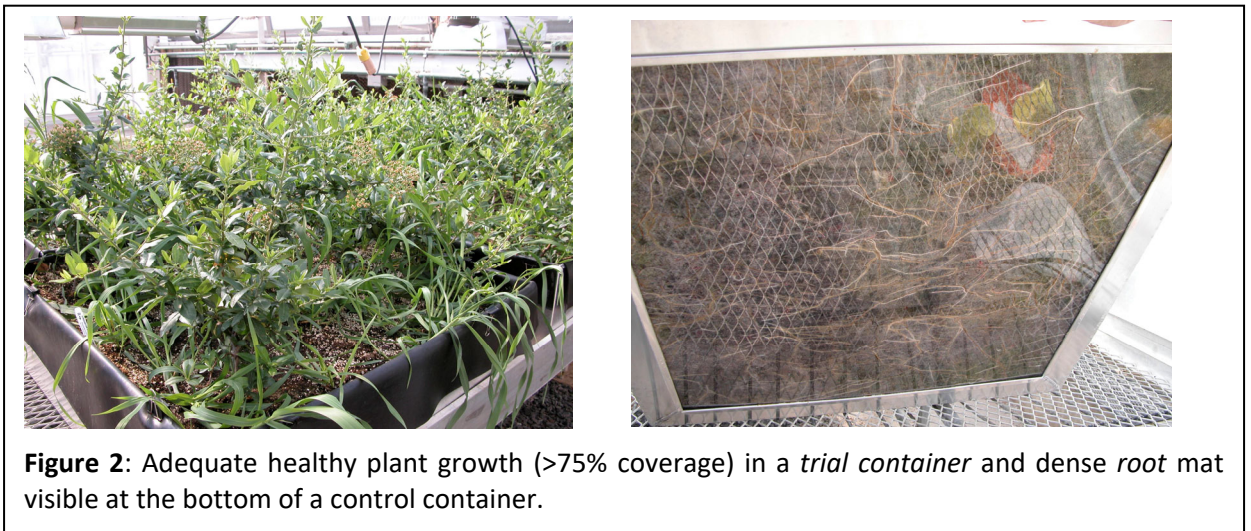 Figure 2: Adequate healthy plant growth (>75% coverage) in a trial container and dense root mat
visible at the bottom of a control container.